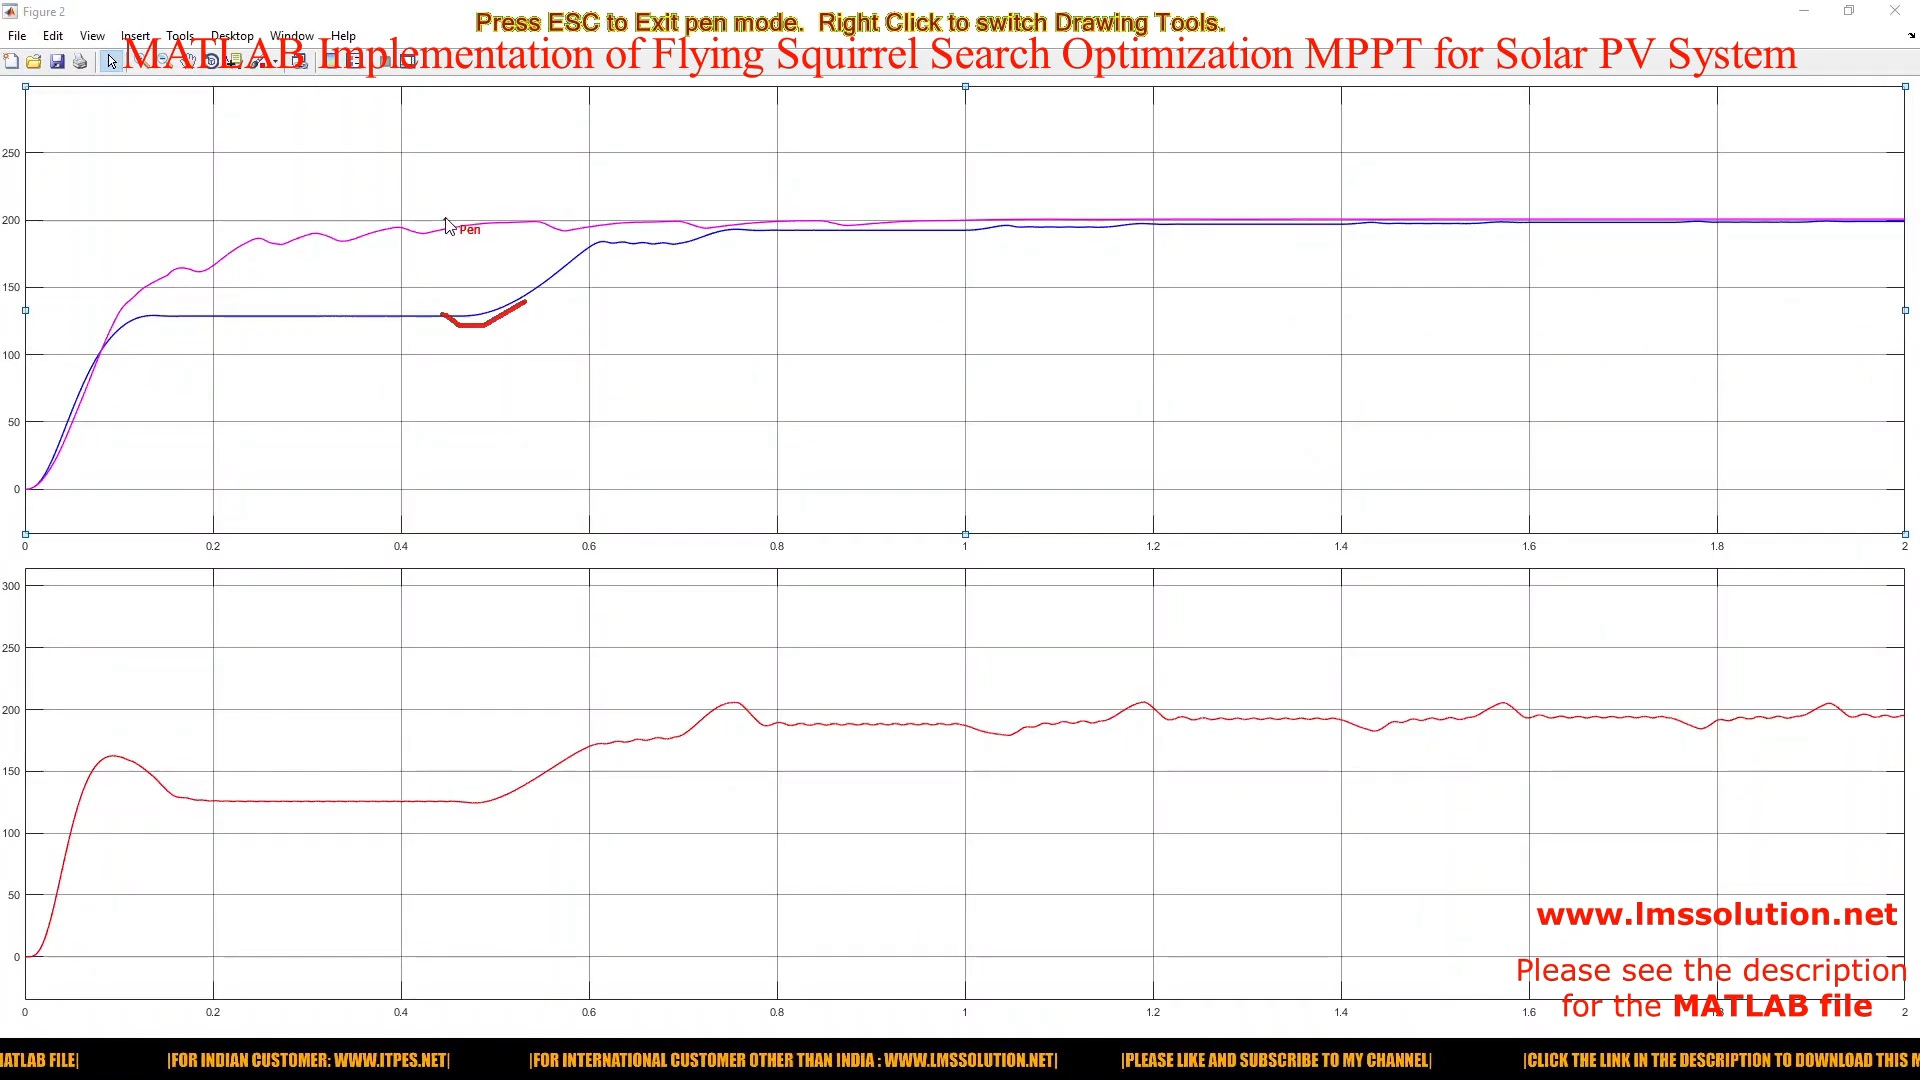 Figure 2
Press ESC to Exit pen mode. Right Click to switch Drawing Tools.
File Edit View Insert Tools Desktop Window Help
MATLAB Implementation of Flying Squirrel Search Optimization MPPT for Solar PV System
250
200
150
100
50
0
Pen
0 0.2 0.4 0.6 0.8 1 1.2 1.4 1.6 1.8 2
300
250
200
150
100
50
0
0 0.2 0.4 0.6 0.8 1 1.2 1.4 1.6 1.8 2
www.lmssolution.net
Please see the description
for the MATLAB file
ATLAB FILE| |FOR INDIAN CUSTOMER: WWW.ITPES.NET| |FOR INTERNATIONAL CUSTOMER OTHER THAN INDIA : WWW.LMSSOLUTION.NET| |PLEASE LIKE AND SUBSCRIBE TO MY CHANNEL| |CLICK THE LINK IN THE DESCRIPTION TO DOWNLOAD THIS M